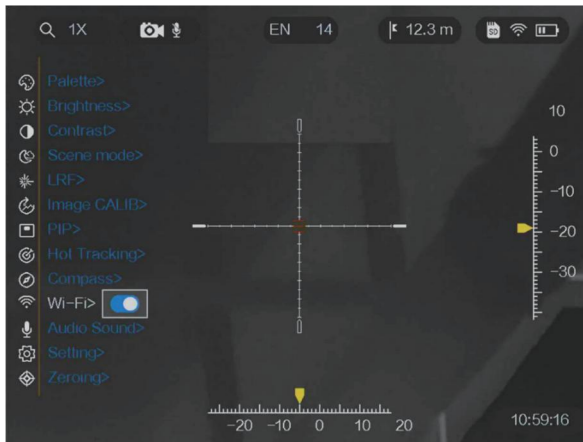 1X
EN 14
12.3 m
SD
Palette>
Brightness>
Contrast>
Scene mode>
LRF>
Image CALIB>
PIP>
Hot Tracking>
Compass>
Wi-Fi>
Audio Sound>
Setting>
Zeroing>
10
0
-10
-20
-30
-20 -10 0 10 20
10:59:16